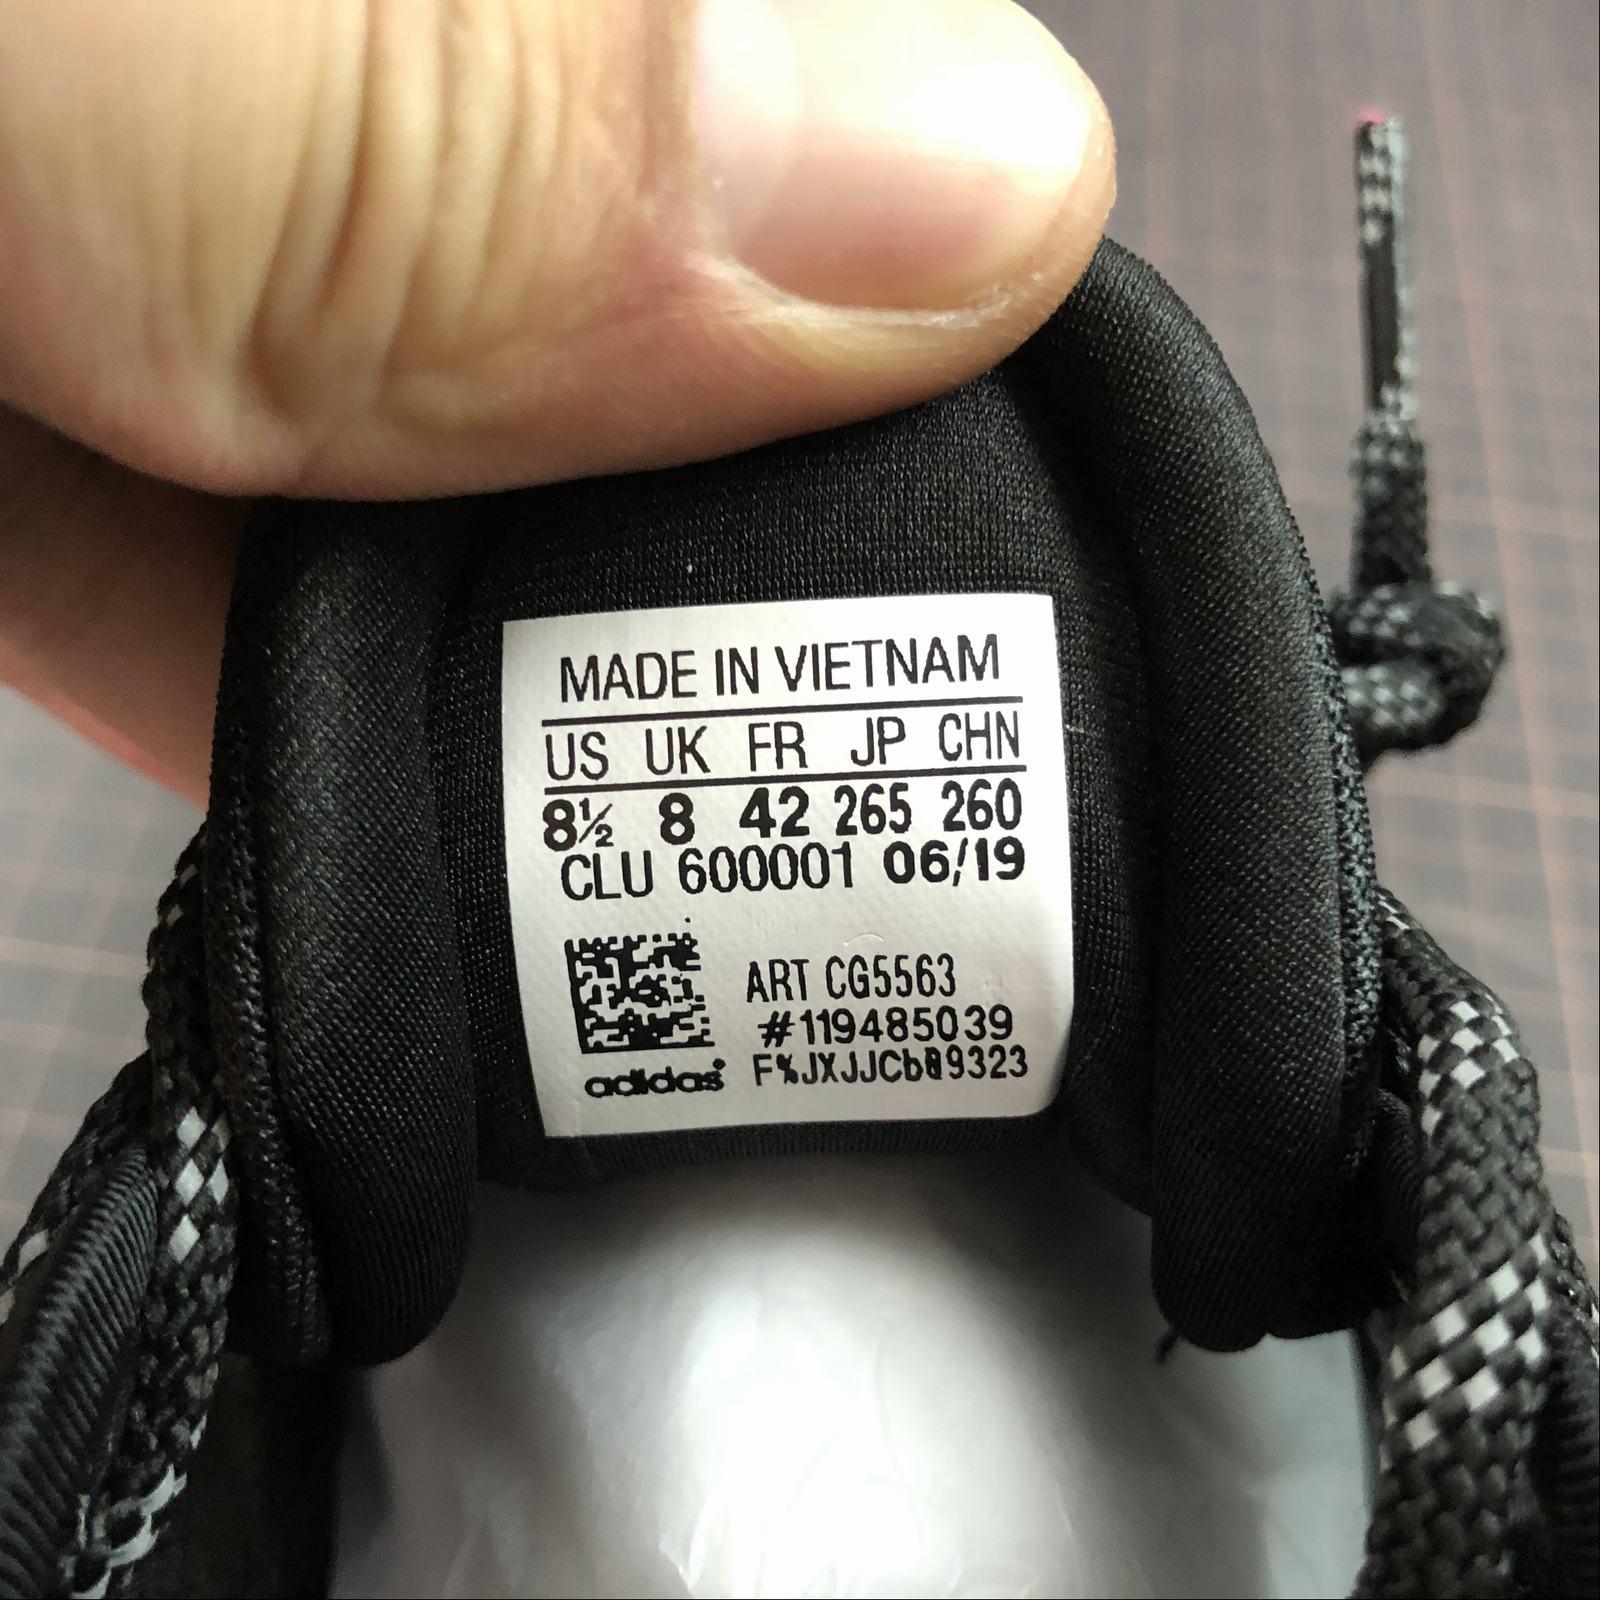 MADE IN VIETNAM
US UK FR JP CHN
8½ 8 42 265 260
CLU 600001 06/19
ART CG5563
#119485039
adidas